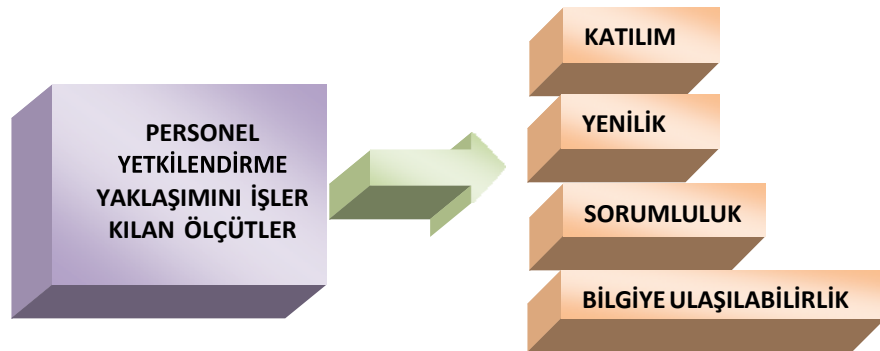 PERSONEL
YETKİLENDİRME
YAKLAŞIMINI İŞLER
KILAN ÖLÇÜTLER
KATILIM
YENİLİK
SORUMLULUK
BİLGİYE ULAŞILABİLİRLİK